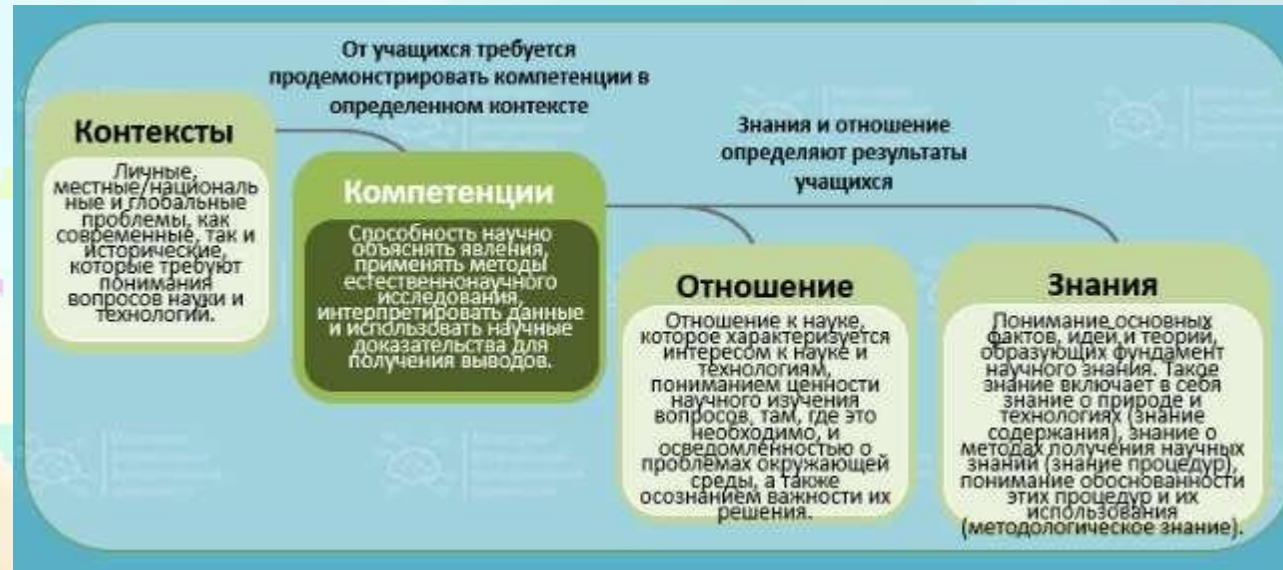 От учащихся требуется
продемонстрировать компетенции в
определенном контексте
Контексты
Личные,
местные/националь
ные и глобальные
проблемы, как
современные, так и
исторические,
которые требуют
понимания
вопросов науки и
технологий.
Компетенции
Способность научно
объяснять явления,
применять методы
естественнонаучного
исследования,
интерпретировать данные
и использовать научные
доказательства для
получения выводов.
Знания и отношение
определяют результаты
учащихся
Отношение
Отношение к науке,
которое характеризуется
интересом к науке и
технологиям,
пониманием ценности
научного изучения
вопросов, там, где это
необходимо, и
осведомленностью о
проблемах окружающей
среды, а также
осознанием важности их
решения.
Знания
Понимание основных
фактов, идей и теорий,
образующих фундамент
научного знания. Такое
знание включает в себя
знание о природе и
технологиях (знание
содержания), знание о
методах получения научных
знаний (знание процедур),
понимание обоснованности
этих процедур и их
использования
(методологическое знание).